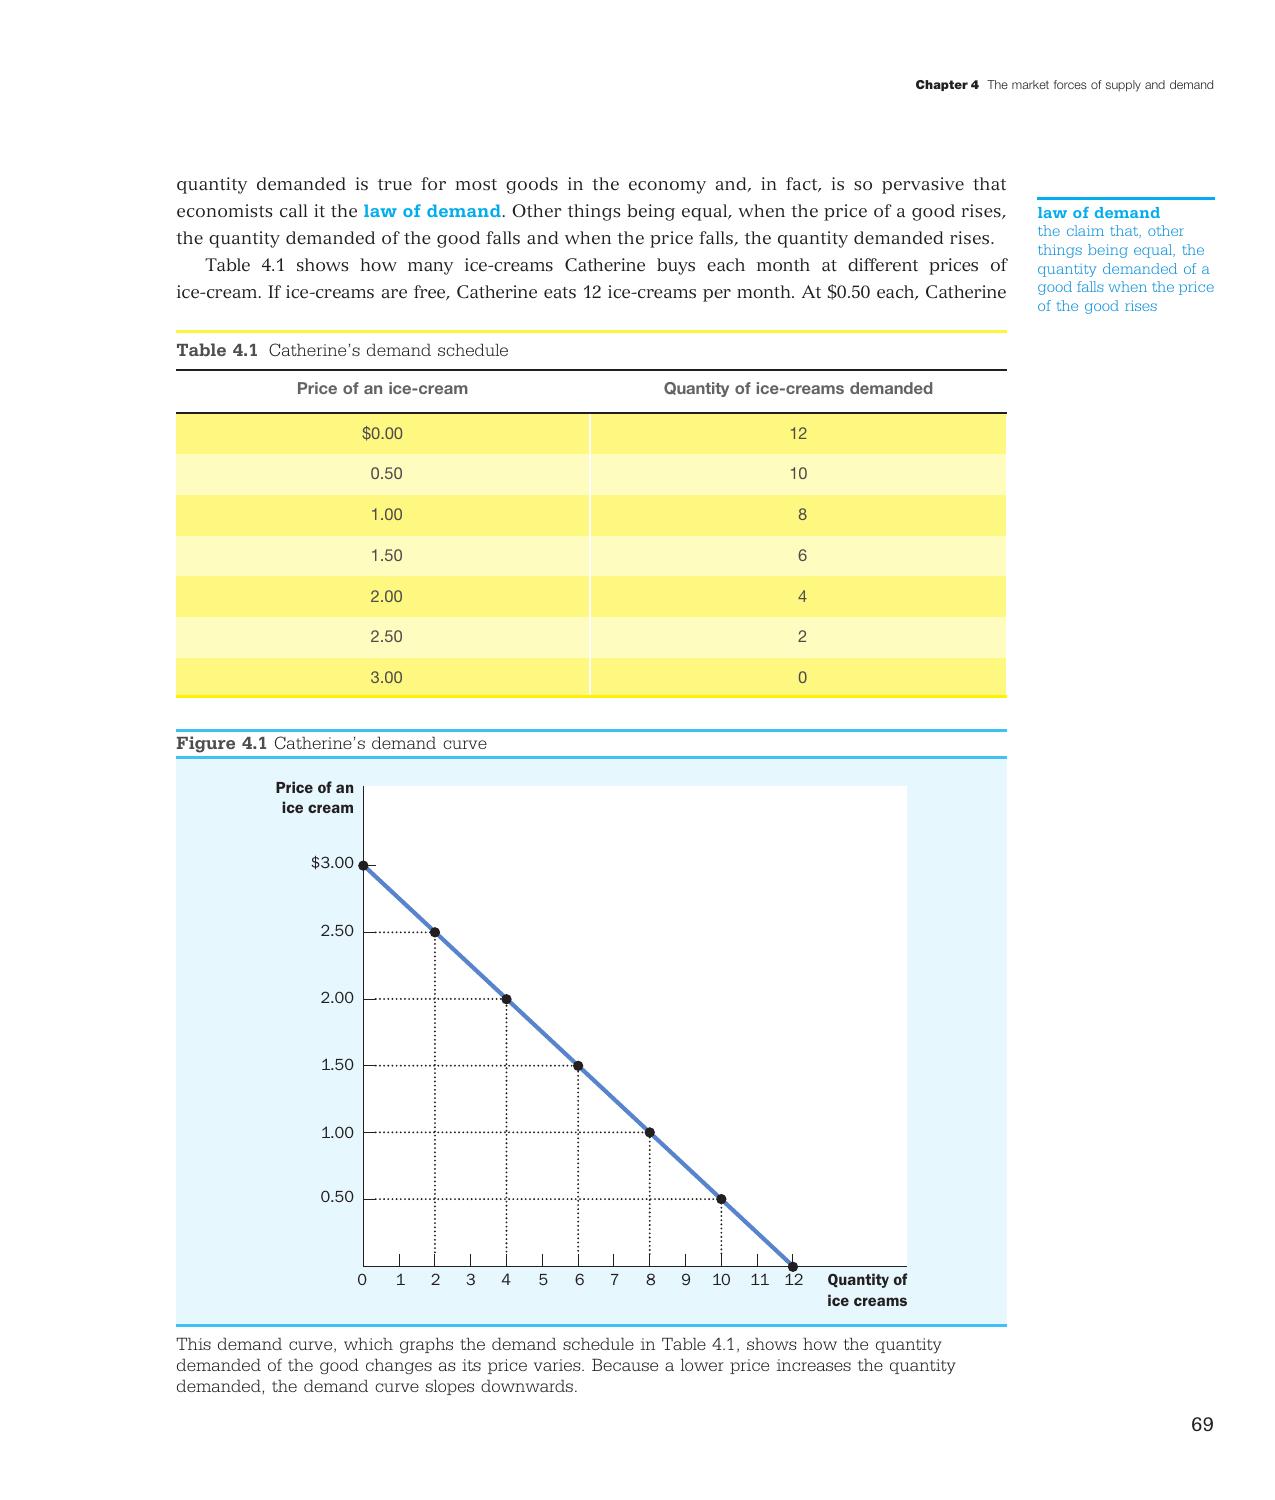 Chapter 4 The market forces of supply and demand
quantity demanded is true for most goods in the economy and, in fact, is so pervasive that
economists call it the law of demand. Other things being equal, when the price of a good rises,
the quantity demanded of the good falls and when the price falls, the quantity demanded rises.
Table 4.1 shows how many ice-creams Catherine buys each month at different prices of
ice-cream. If ice-creams are free, Catherine eats 12 ice-creams per month. At $0.50 each, Catherine
law of demand
the claim that, other
things being equal, the
quantity demanded of a
good falls when the price
of the good rises
Table 4.1 Catherine's demand schedule
Price of an ice-cream Quantity of ice-creams demanded
$0.00 12
0.50 10
1.00 8
1.50 6
2.00 4
2.50 2
3.00 0
Figure 4.1 Catherine's demand curve
Price of an
ice cream
$3.00
2.50
2.00
1.50
1.00
0.50
0 1 2 3 4 5 6 7 8 9 10 11 12
Quantity of
ice creams
This demand curve, which graphs the demand schedule in Table 4.1, shows how the quantity
demanded of the good changes as its price varies. Because a lower price increases the quantity
demanded, the demand curve slopes downwards.
69